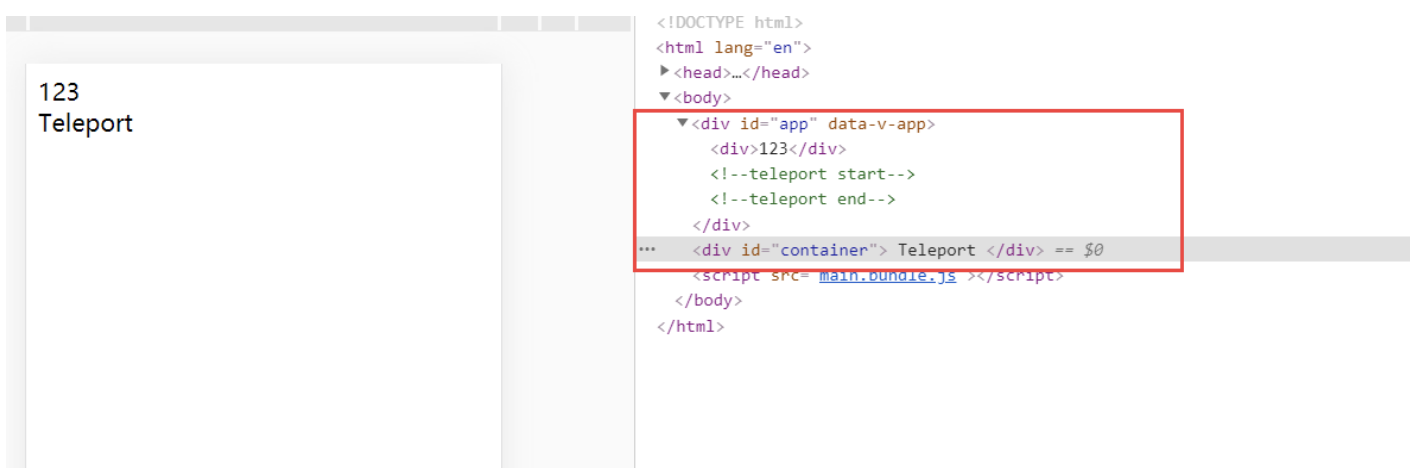 123
Teleport
<!DOCTYPE html>
<html lang="en">
<head>…</head>
<body>
<div id="app" data-v-app>
<div>123</div>
<!--teleport start-->
<!--teleport end-->
</div>
<div id="container"> Teleport </div> == $0
<script src= main.bundle.js ></script>
</body>
</html>